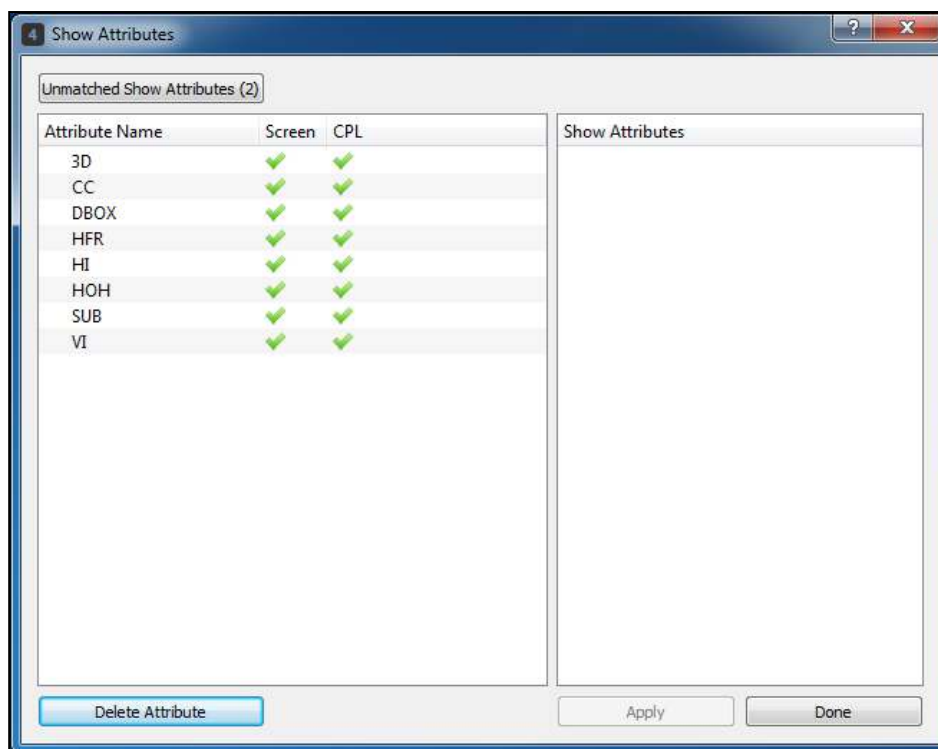 4 Show Attributes ? X
Unmatched Show Attributes (2)
Attribute Name Screen CPL Show Attributes
3D
CC
DBOX
HFR
HI
HOH
SUB
VI
Delete Attribute Apply Done